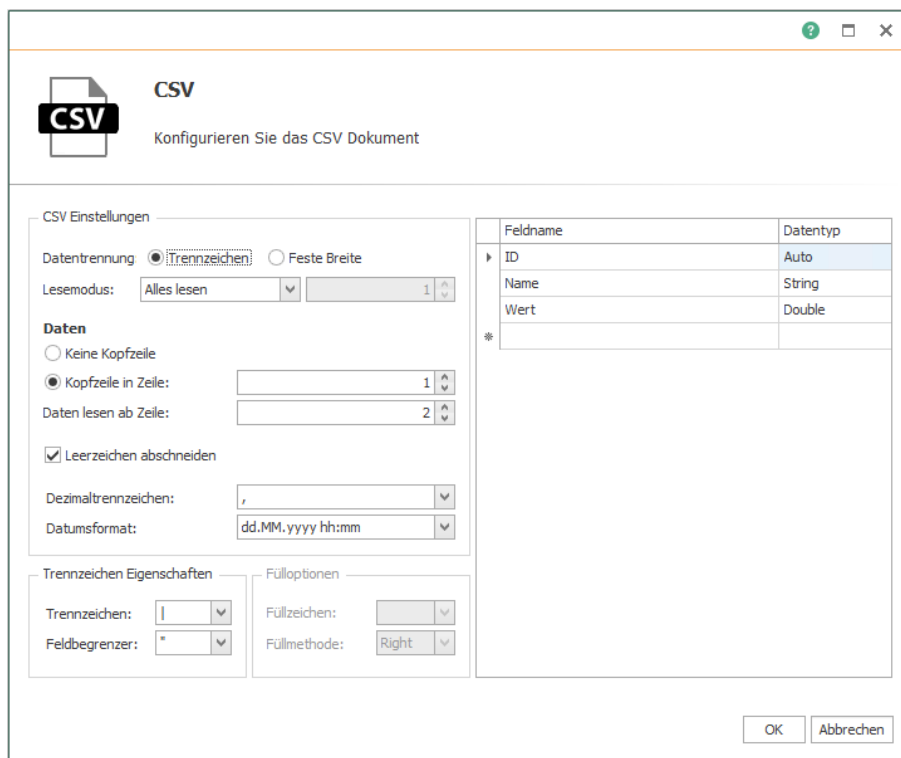 ?
CSV
CSV
Konfigurieren Sie das CSV Dokument
CSV Einstellungen
Datentrennung Trennzeichen Feste Breite
Lesemodus: Alles lesen 1
Daten
Keine Kopfzeile
Kopfzeile in Zeile: 1
Daten lesen ab Zeile: 2
Leerzeichen abschneiden
Dezimaltrennzeichen: ,
Datumsformat: dd.MM.yyyy hh:mm
Trennzeichen Eigenschaften
Trennzeichen: |
Feldbegrenzer: "
Fülloptionen
Füllzeichen:
Füllmethode: Right
Feldname Datentyp
ID Auto
Name String
Wert Double
OK Abbrechen